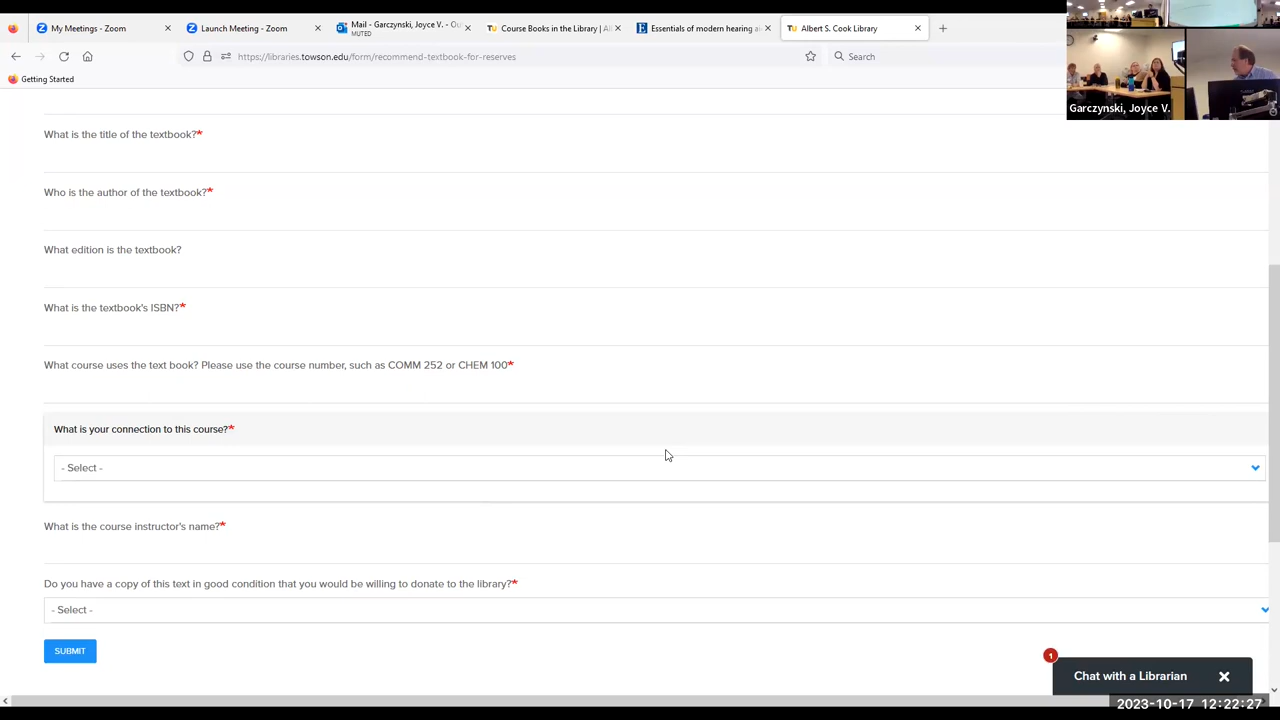 My Meetings - Zoom
Launch Meeting - Zoom
Mail - Garczynski, Joyce V. - Ou
MUTED
Course Books in the Library | Al
Essentials of modern hearing ai
Albert S. Cook Library
https://libraries.towson.edu/form/recommend-textbook-for-reserves
Search
Getting Started
Garczynski, Joyce V.
What is the title of the textbook?*
Who is the author of the textbook?*
What edition is the textbook?
What is the textbook's ISBN?*
What course uses the text book? Please use the course number, such as COMM 252 or CHEM 100*
What is your connection to this course?*
- Select -
What is the course instructor's name?*
Do you have a copy of this text in good condition that you would be willing to donate to the library?*
- Select -
SUBMIT
1
Chat with a Librarian
2023-10-17 12:22:27